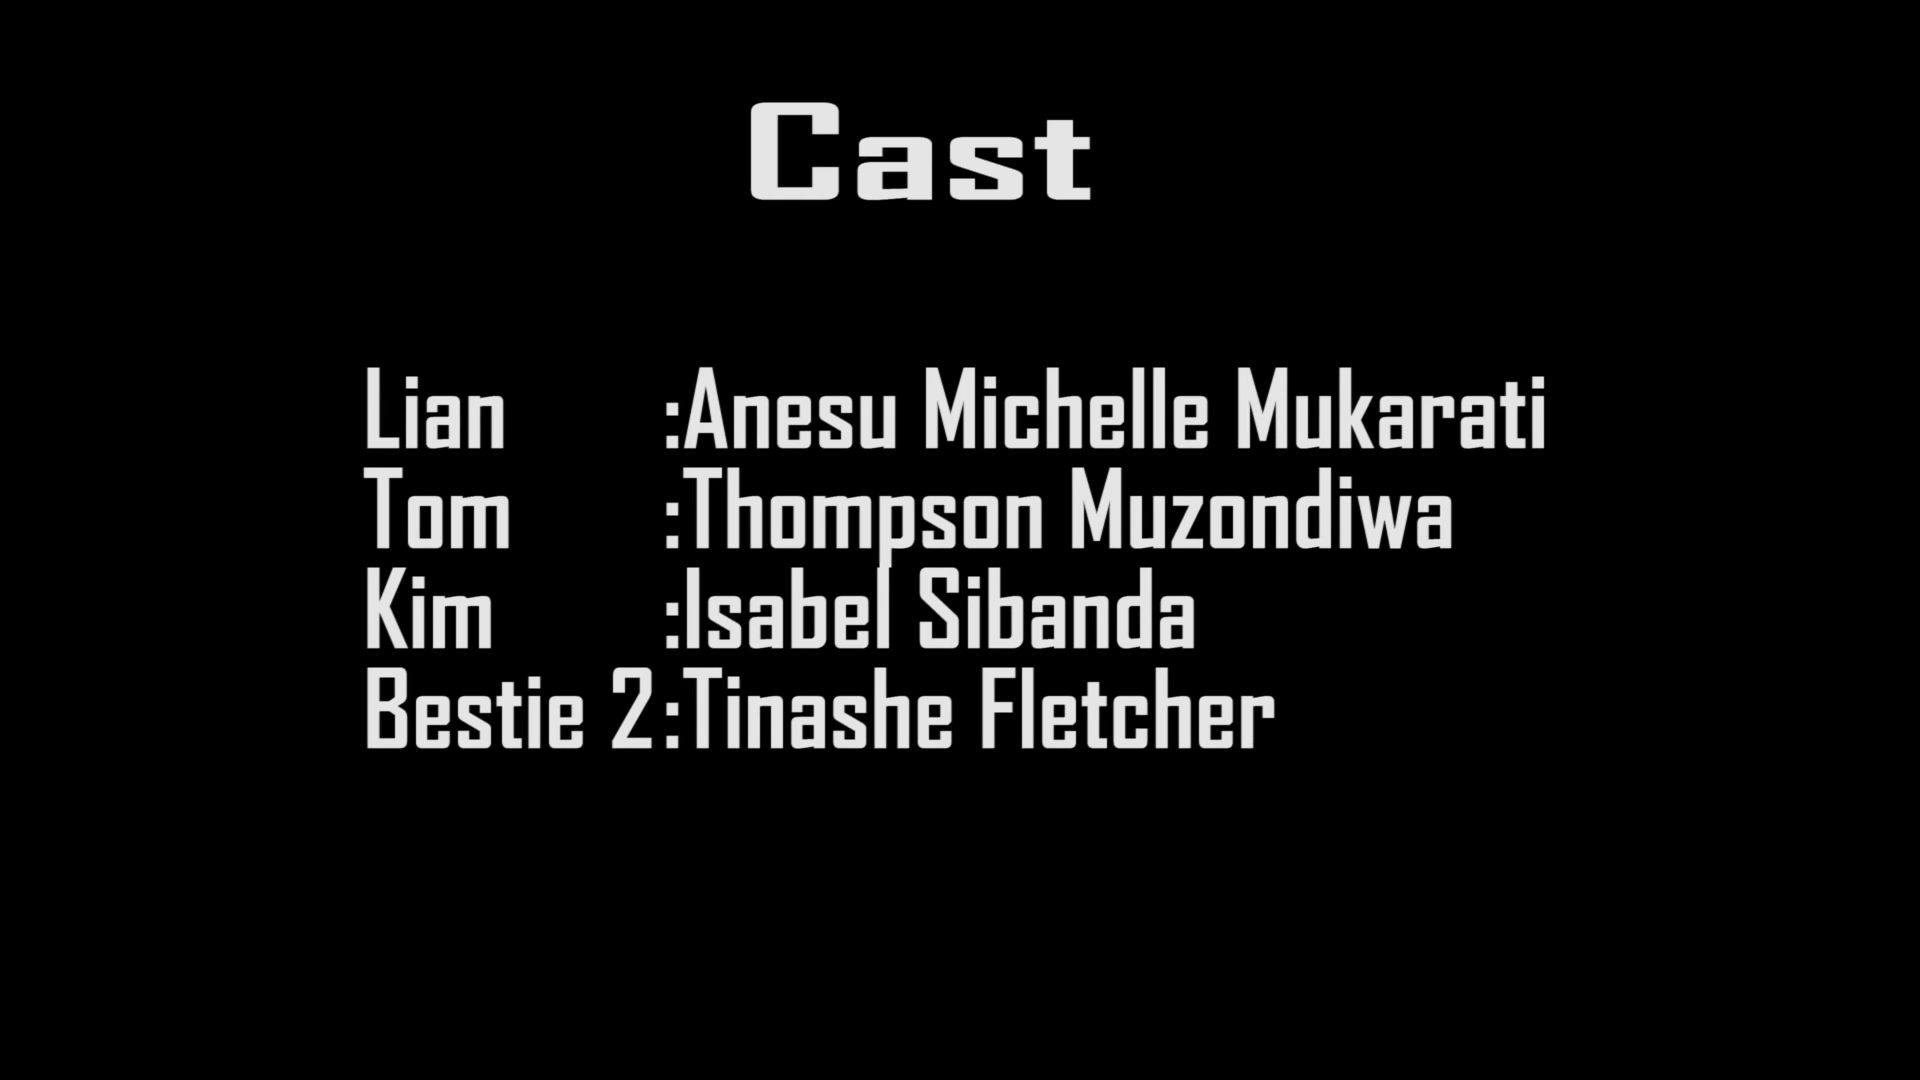 Cast
Lian :Anesu Michelle Mukarati
Tom :Thompson Muzondiwa
Kim :Isabel Sibanda
Bestie 2:Tinashe Fletcher